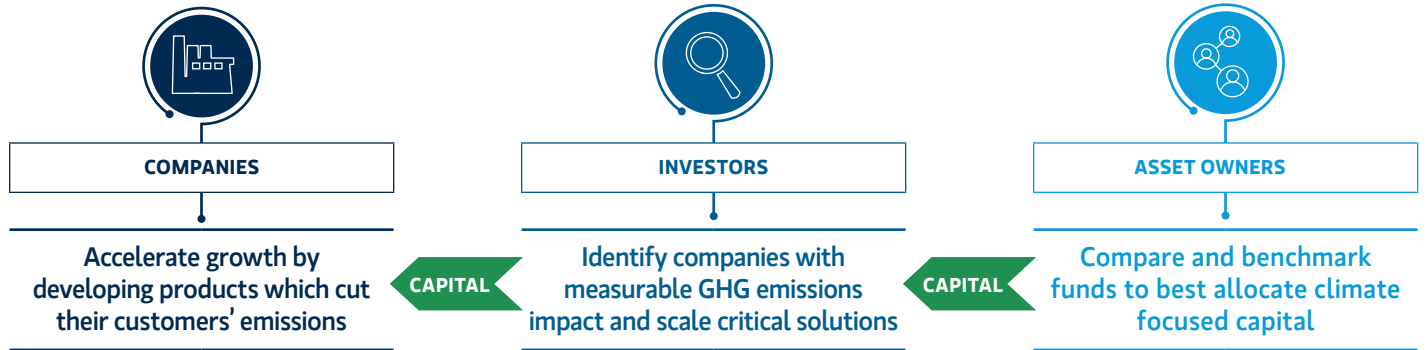 COMPANIES
Accelerate growth by
developing products which cut
their customers’ emissions
CAPITAL
INVESTORS
Identify companies with
measurable GHG emissions
impact and scale critical solutions
CAPITAL
ASSET OWNERS
Compare and benchmark
funds to best allocate climate
focused capital